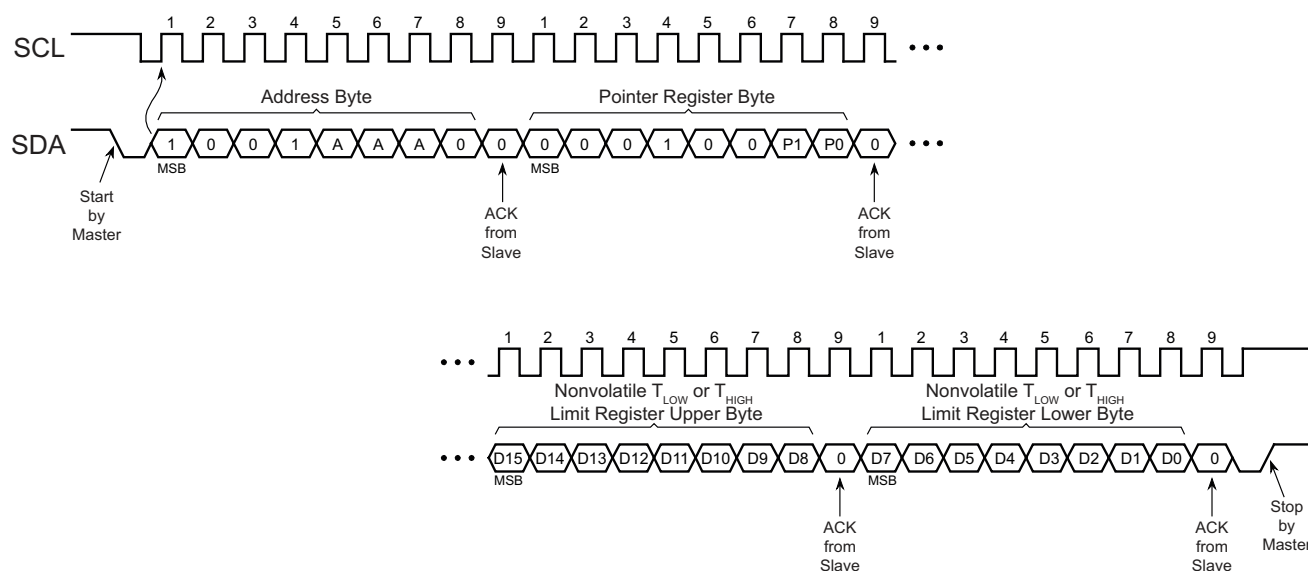 1 2 3 4 5 6 7 8 9 1 2 3 4 5 6 7 8 9
SCL
Address Byte Pointer Register Byte
SDA 1 0 0 1 A A A 0 0 0 0 0 1 0 0 P1 P0 0
MSB MSB
Start
by
Master
ACK
from
Slave
ACK
from
Slave
1 2 3 4 5 6 7 8 9 1 2 3 4 5 6 7 8 9
Nonvolatile TLOW or THIGH
Limit Register Upper Byte
Nonvolatile TLOW or THIGH
Limit Register Lower Byte
D15 D14 D13 D12 D11 D10 D9 D8 0 D7 D6 D5 D4 D3 D2 D1 D0 0
MSB MSB
ACK
from
Slave
ACK
from
Slave
Stop
by
Master